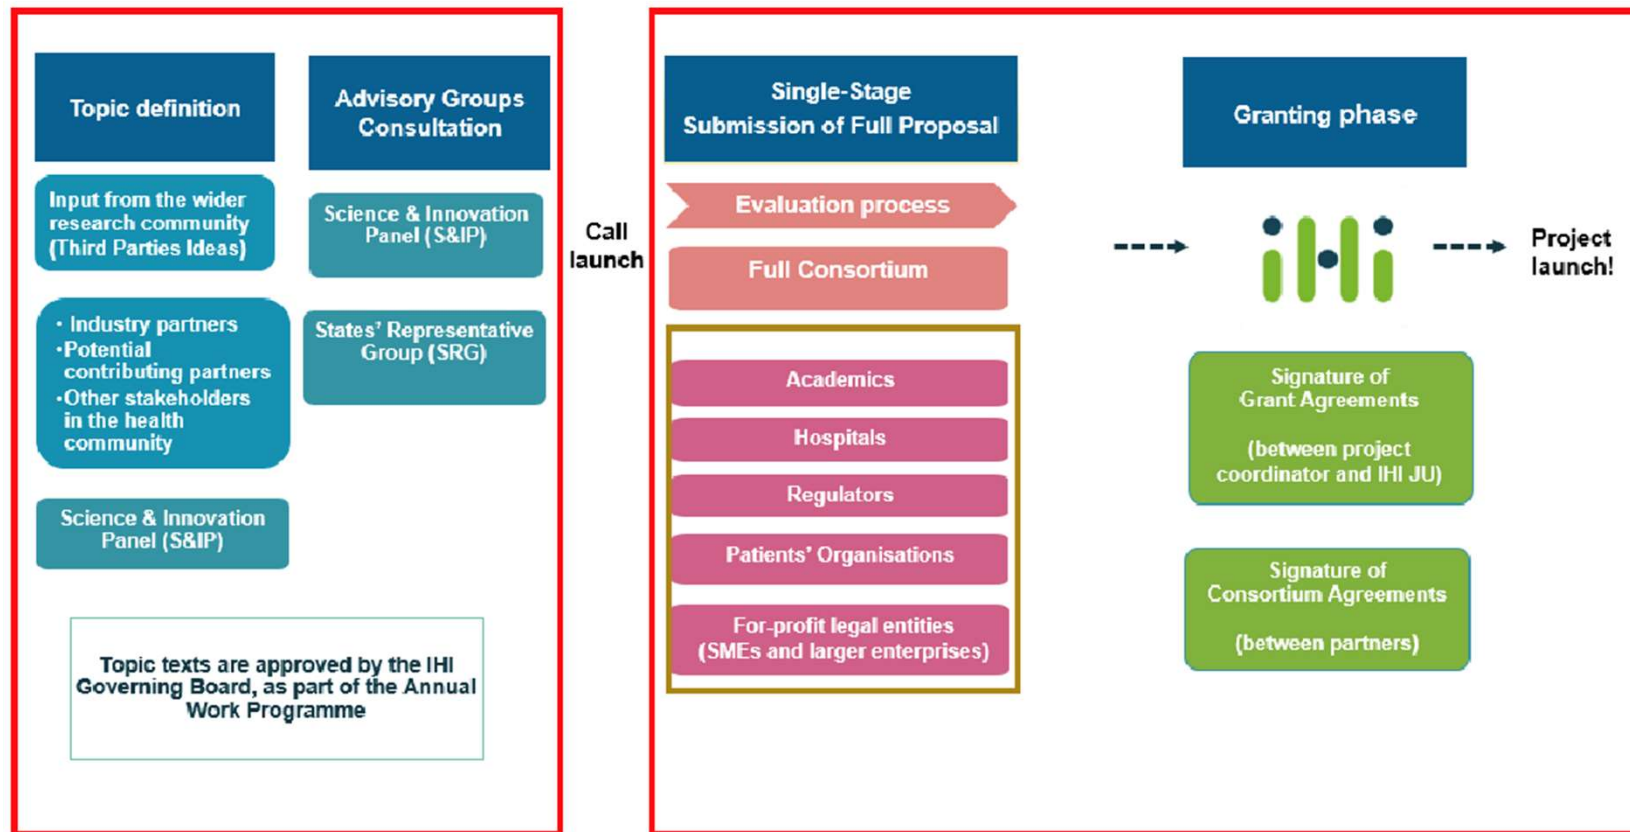 Topic definition
Input from the wider
research community
(Third Parties Ideas)
• Industry partners
•Potential
contributing partners
•Other stakeholders
in the health
community
Science & Innovation
Panel (S&IP)
Advisory Groups
Consultation
Science & Innovation
Panel (S&IP)
States' Representative
Group (SRG)
Topic texts are approved by the IHI
Governing Board, as part of the Annual
Work Programme
Call
launch
Single-Stage
Submission of Full Proposal
Evaluation process
Full Consortium
Academics
Hospitals
Regulators
Patients' Organisations
For-profit legal entities
(SMEs and larger enterprises)
Granting phase
iHi
Signature of
Grant Agreements
(between project
coordinator and IHI JU)
Signature of
Consortium Agreements
(between partners)
Project
launch!